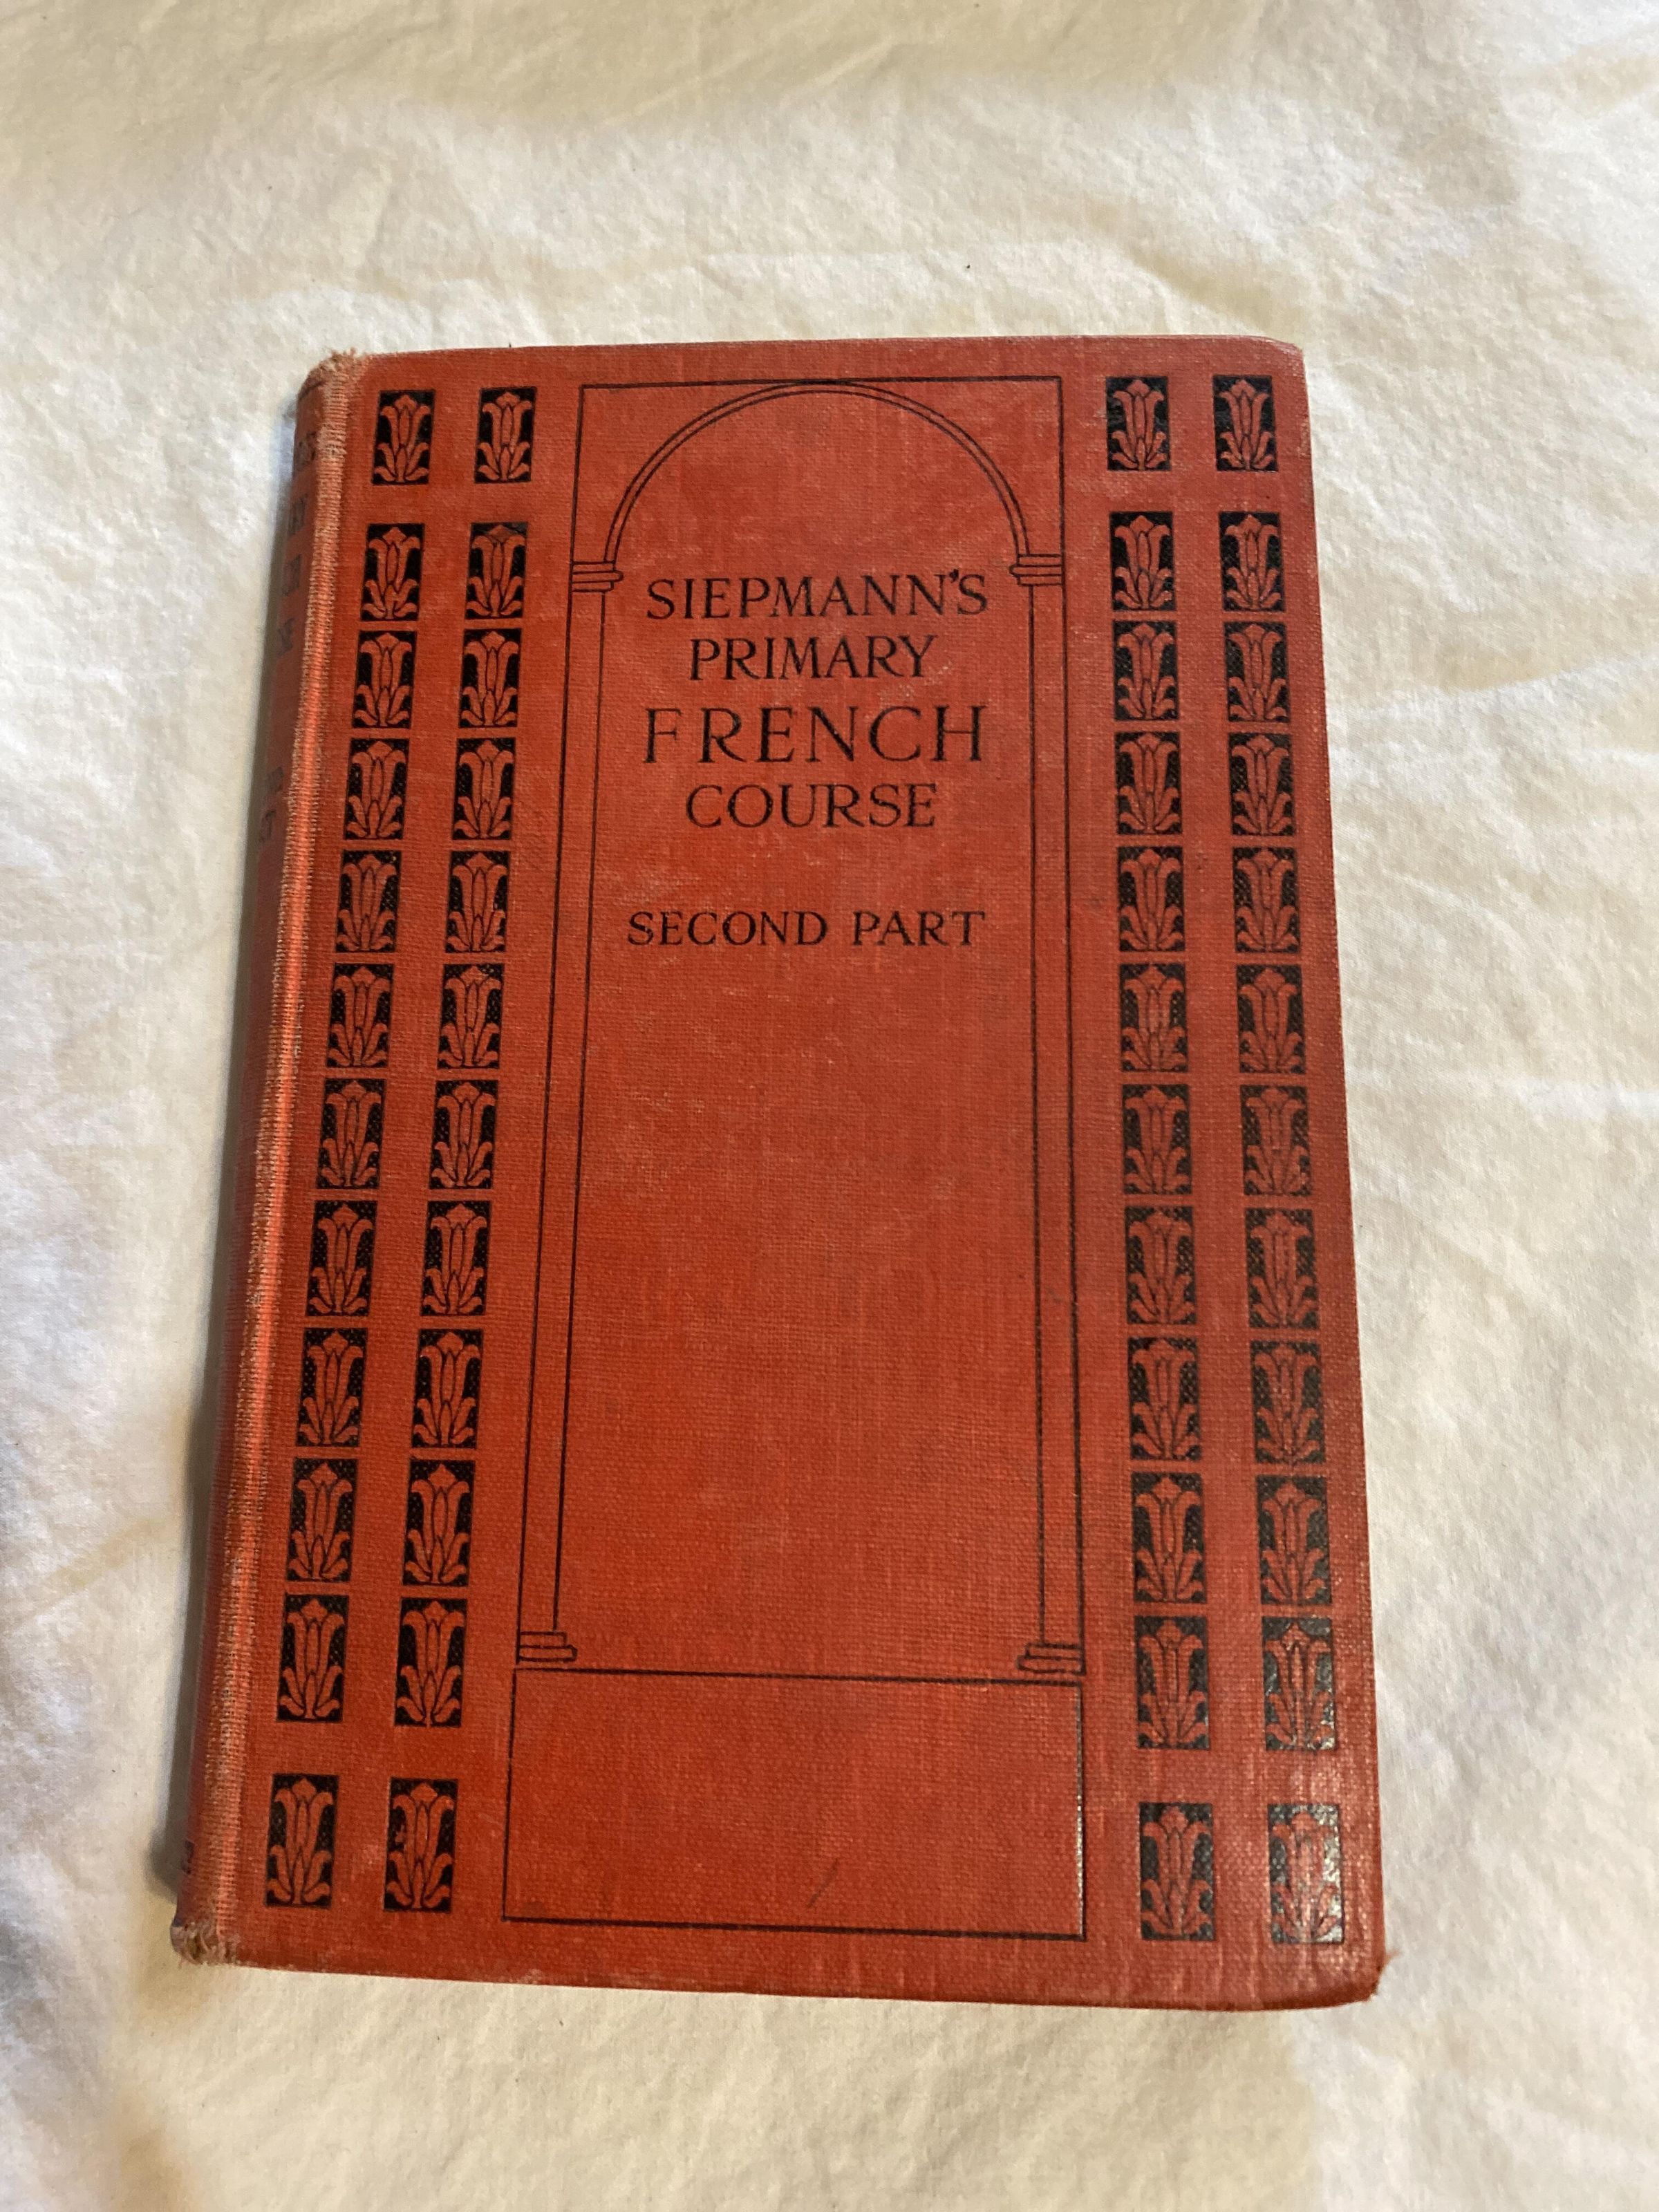 SIEPMANN'S
PRIMARY
FRENCH
COURSE
SECOND PART